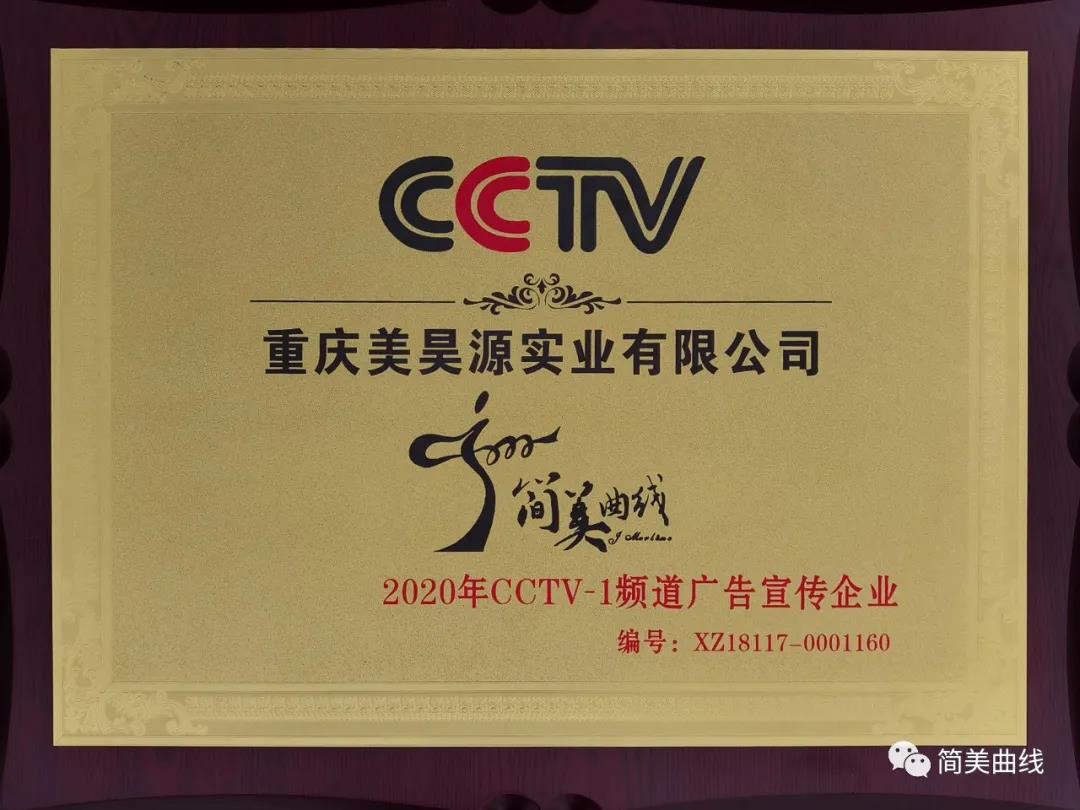 CCTV
重庆美昊源实业有限公司
简美曲线
2020年CCTV-1频道广告宣传企业
编号：XZ18117-0001160
简美曲线